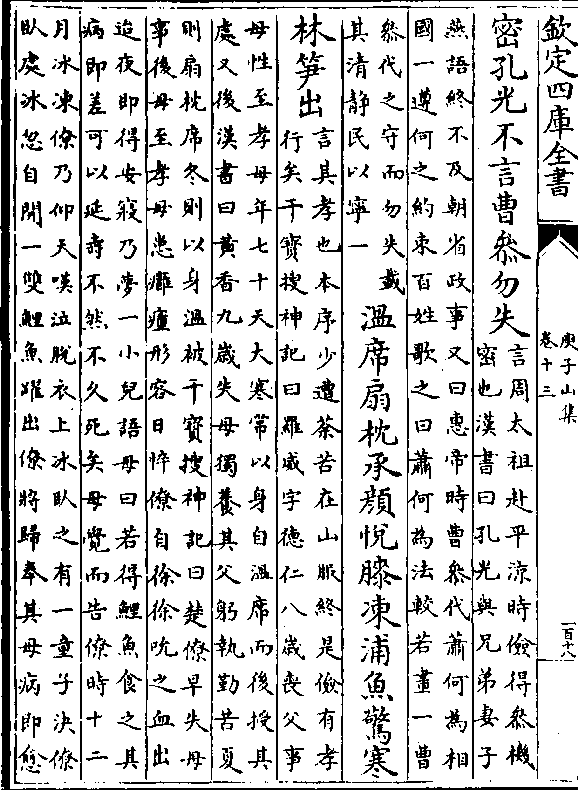 欽定四庫全書
庾子山集
卷十三
一百十八
密孔光不言曹參勿失言周太祖赴平涼時儉得參機
密也漢書曰孔光與兄弟妻子
燕語終不及朝省政事又曰惠帝時曹參代蕭何為相
國一遵何之約束百姓歌之曰蕭何為法較若畫一曹
參代之守而勿失載
其清静民以寧一
溫席扇枕承顔悅膝凍浦魚驚寒
林笋出言其孝也本序少遭荼苦在山服終是儉有孝
行矣干寶搜神記曰羅威字德仁八歳喪父事
母性至孝母年七十天大寒常以身自溫席而後授其
處又後漢書曰黄香九歳失母獨養其父躬執勤苦夏
則扇枕席冬則以身溫被干寶搜神記曰楚僚早失母
事後母至孝母患癰疽形容日悴僚自徐徐吮之血出
迨夜即得安寢乃夢一小兒語母曰若得鯉魚食之其
病即差可以延壽不然不久死矣母覺而告僚時十二
月冰凍僚乃仰天嘆泣脫衣上冰卧之有一童子決僚
卧處冰忽自開一雙鯉魚躍出僚將歸奉其母病即愈